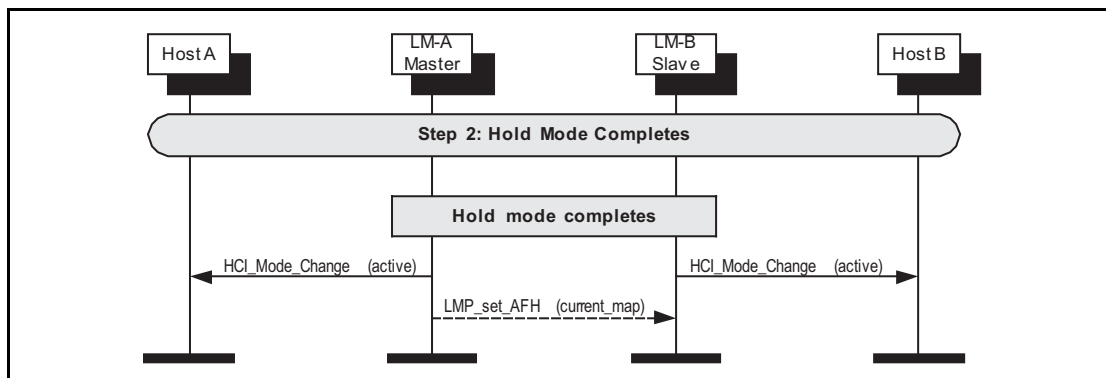 Host A
LM-A
Master
LM-B
Slave
Host B
Step 2: Hold Mode Completes
Hold mode completes
HCI_Mode_Change (active)
HCI_Mode_Change (active)
LMP_set_AFH (current_map)